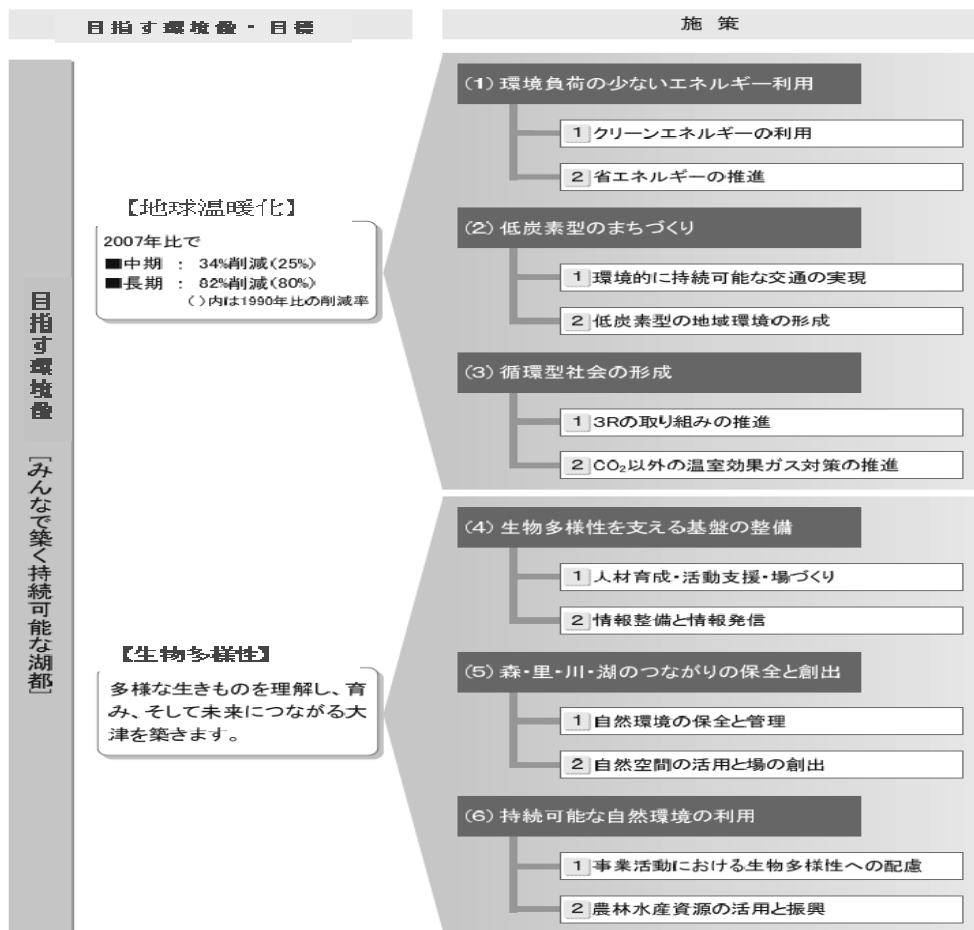 目指す環境像・目標
施 策
目指す環境像
［みんなで築く持続可能な湖都］
【地球温暖化】
2007年比で
■中期 ： 34%削減(25%)
■長期 ： 82%削減(80%)
( )内は1990年比の削減率
(1)環境負荷の少ないエネルギー利用
1 クリーンエネルギーの利用
2 省エネルギーの推進
(2)低炭素型のまちづくり
1 環境的に持続可能な交通の実現
2 低炭素型の地域環境の形成
(3)循環型社会の形成
1 3Rの取り組みの推進
2 CO₂以外の温室効果ガス対策の推進
【生物多様性】
多様な生きものを理解し、育
み、そして未来につながる大
津を築きます。
(4)生物多様性を支える基盤の整備
1 人材育成・活動支援・場づくり
2 情報整備と情報発信
(5)森・里・川・湖のつながりの保全と創出
1 自然環境の保全と管理
2 自然空間の活用と場の創出
(6)持続可能な自然環境の利用
1 事業活動における生物多様性への配慮
2 農林水産資源の活用と振興